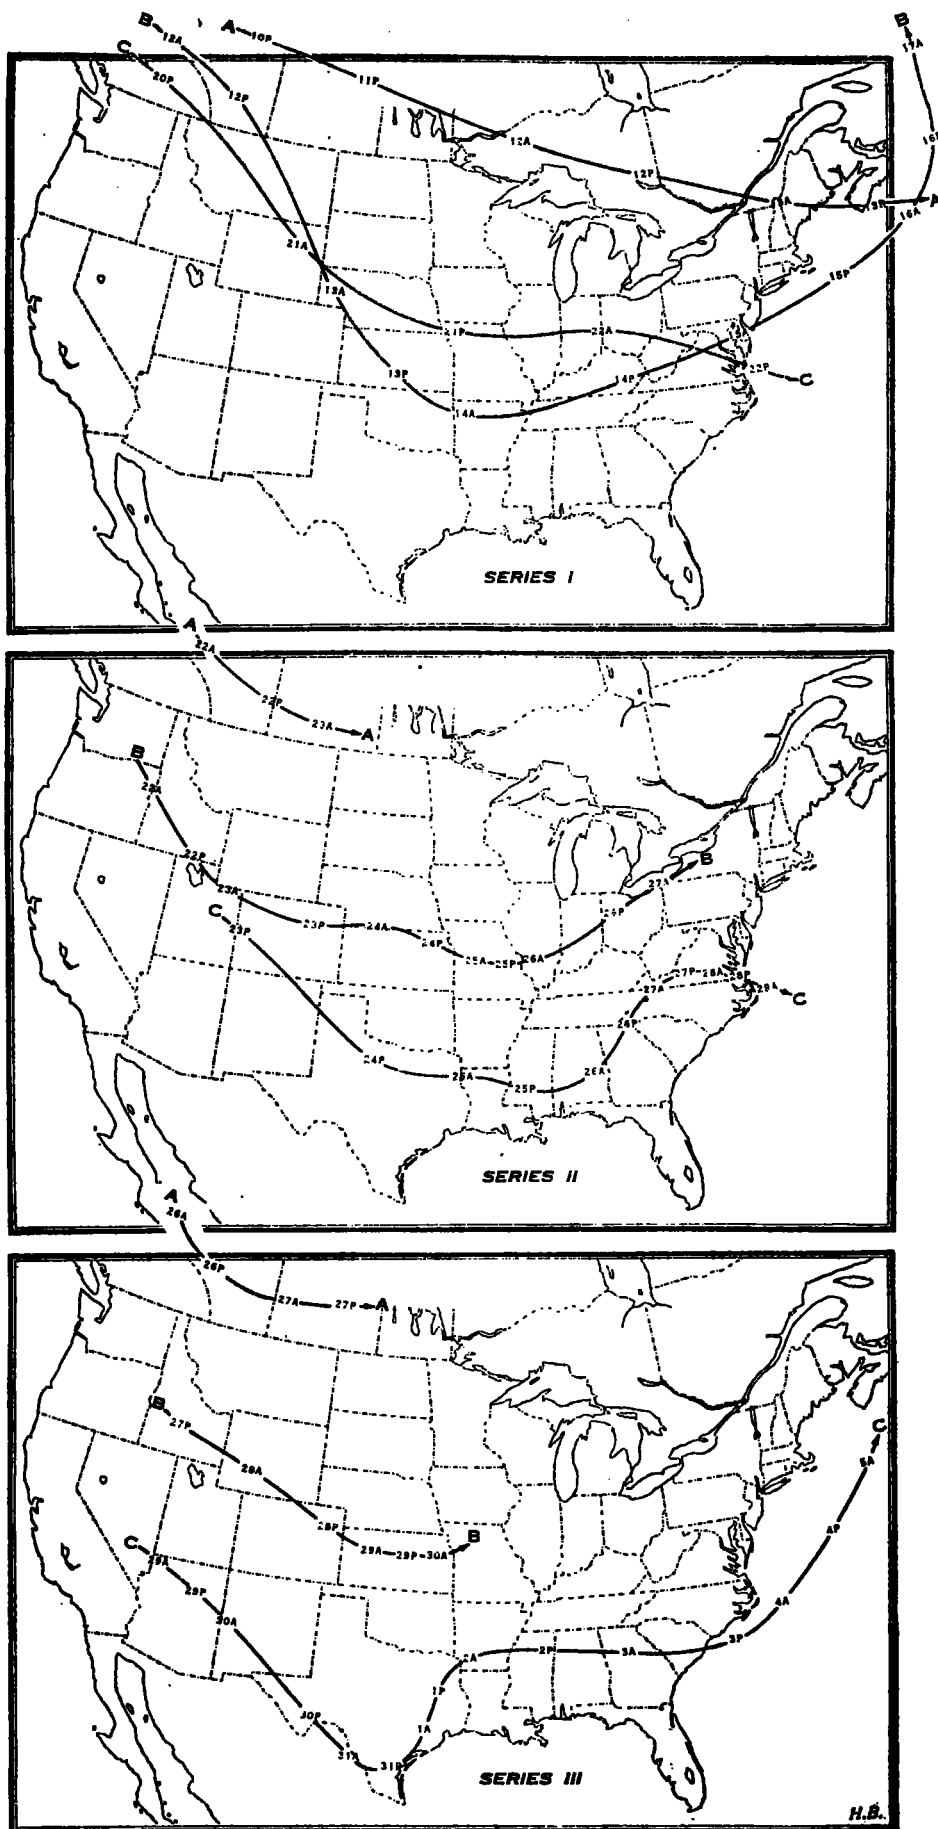 B
A
B
C
12A
10P
17A
20P
12P
11P
12A
16P
12P
13A
13P
A
16A
21A
15P
13A
21P
22A
13P
14P
22P
C
14A
SERIES I
A
22A
22P
23A
A
B
23A
22P
B
23A
27A
C
23P
23P
24A
26P
24P
25A
25P
26A
27P
28A
28P
27A
29A
C
24P
26P
25A
25P
26A
SERIES II
A
26A
26P
27A
27P
A
B
27P
C
28A
5A
28P
B
4P
C
29A
29A
29P
30A
29P
4A
30A
3P
2A
2P
3A
1P
30P
1A
31A
31P
SERIES III
H.B.